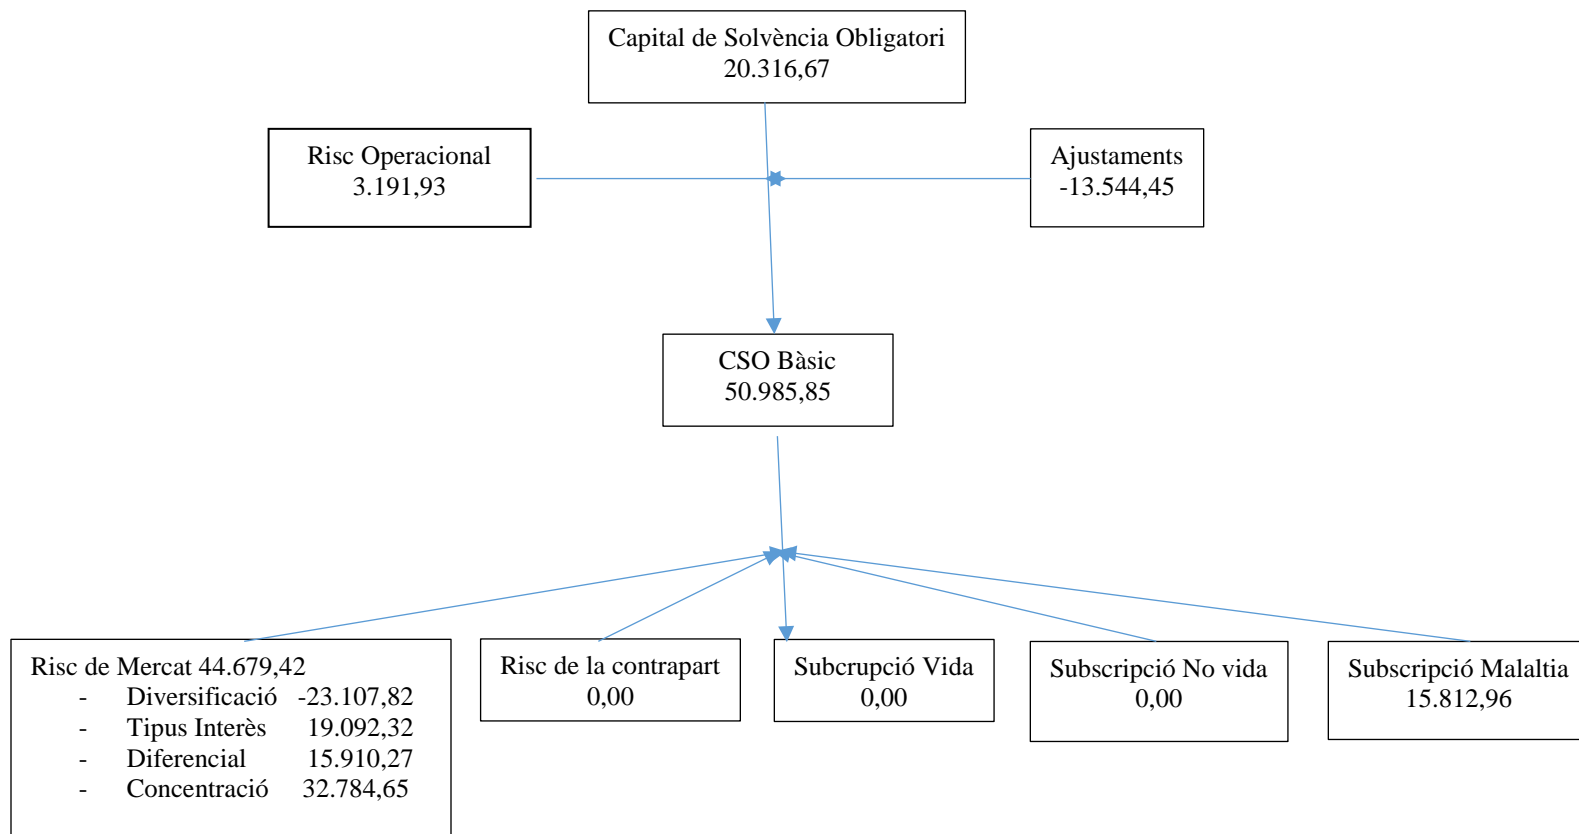 Capital de Solvència Obligatori
20.316,67
Risc Operacional
3.191,93
Ajustaments
-13.544,45
CSO Bàsic
50.985,85
Risc de Mercat 44.679,42
- Diversificació -23.107,82
- Tipus Interès 19.092,32
- Diferencial 15.910,27
- Concentració 32.784,65
Risc de la contrapart
0,00
Subcrupció Vida
0,00
Subscripció No vida
0,00
Subscripció Malaltia
15.812,96